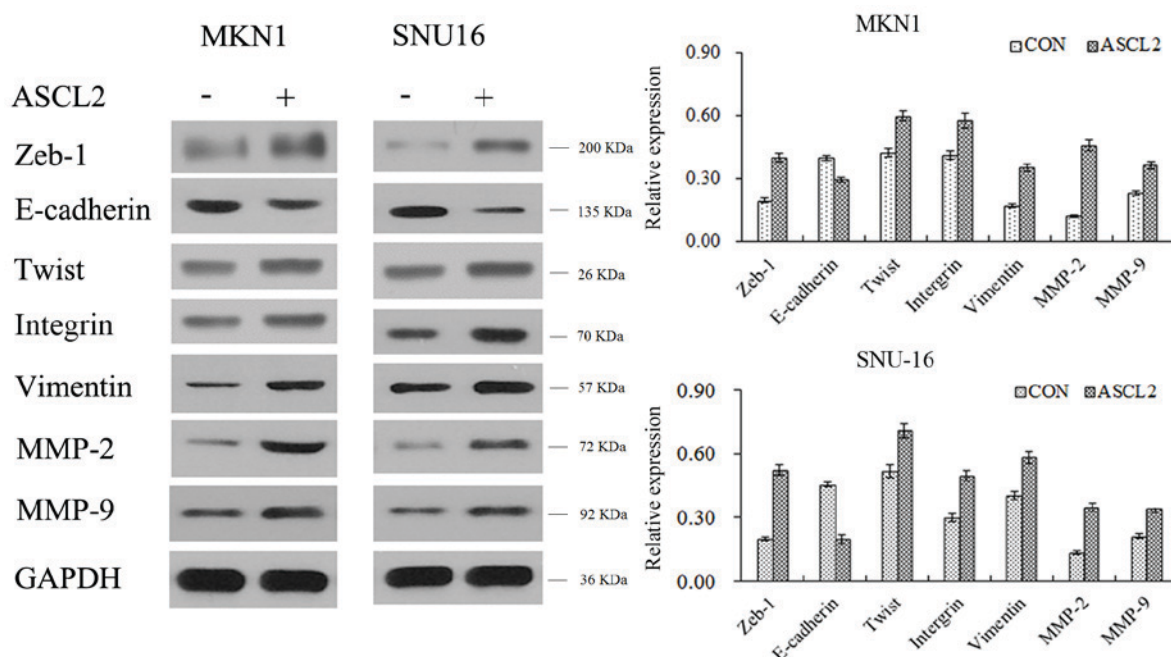 MKN1 SNU16
ASCL2 - + - +
Zeb-1 200 KDa
E-cadherin 135 KDa
Twist 26 KDa
Integrin 70 KDa
Vimentin 57 KDa
MMP-2 72 KDa
MMP-9 92 KDa
GAPDH 36 KDa
MKN1
CON ASCL2
Relative expression
0.90
0.60
0.30
0.00
Zeb-1 E-cadherin Twist Intergrin Vimentin MMP-2 MMP-9
SNU-16
CON ASCL2
Relative expression
0.90
0.60
0.30
0.00
Zeb-1 E-cadherin Twist Intergrin Vimentin MMP-2 MMP-9